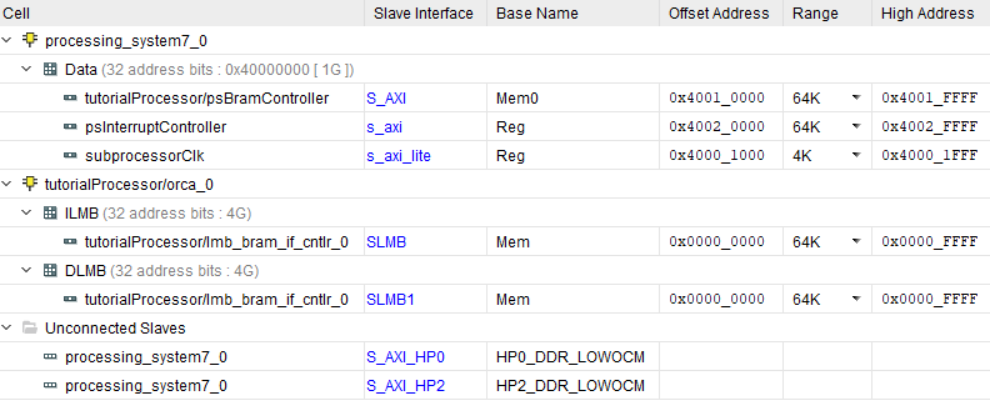 Cell Slave Interface Base Name Offset Address Range High Address
processing_system7_0
Data (32 address bits : 0x40000000 [ 1G ])
tutorialProcessor/psBramController S_AXI Mem0 0x4001_0000 64K 0x4001_FFFF
psInterruptController s_axi Reg 0x4002_0000 64K 0x4002_FFFF
subprocessorClk s_axi_lite Reg 0x4000_1000 4K 0x4000_1FFF
tutorialProcessor/orca_0
ILMB (32 address bits : 4G)
tutorialProcessor/lmb_bram_if_cntlr_0 SLMB Mem 0x0000_0000 64K 0x0000_FFFF
DLMB (32 address bits : 4G)
tutorialProcessor/lmb_bram_if_cntlr_0 SLMB1 Mem 0x0000_0000 64K 0x0000_FFFF
Unconnected Slaves
processing_system7_0 S_AXI_HP0 HP0_DDR_LOWOCM
processing_system7_0 S_AXI_HP2 HP2_DDR_LOWOCM